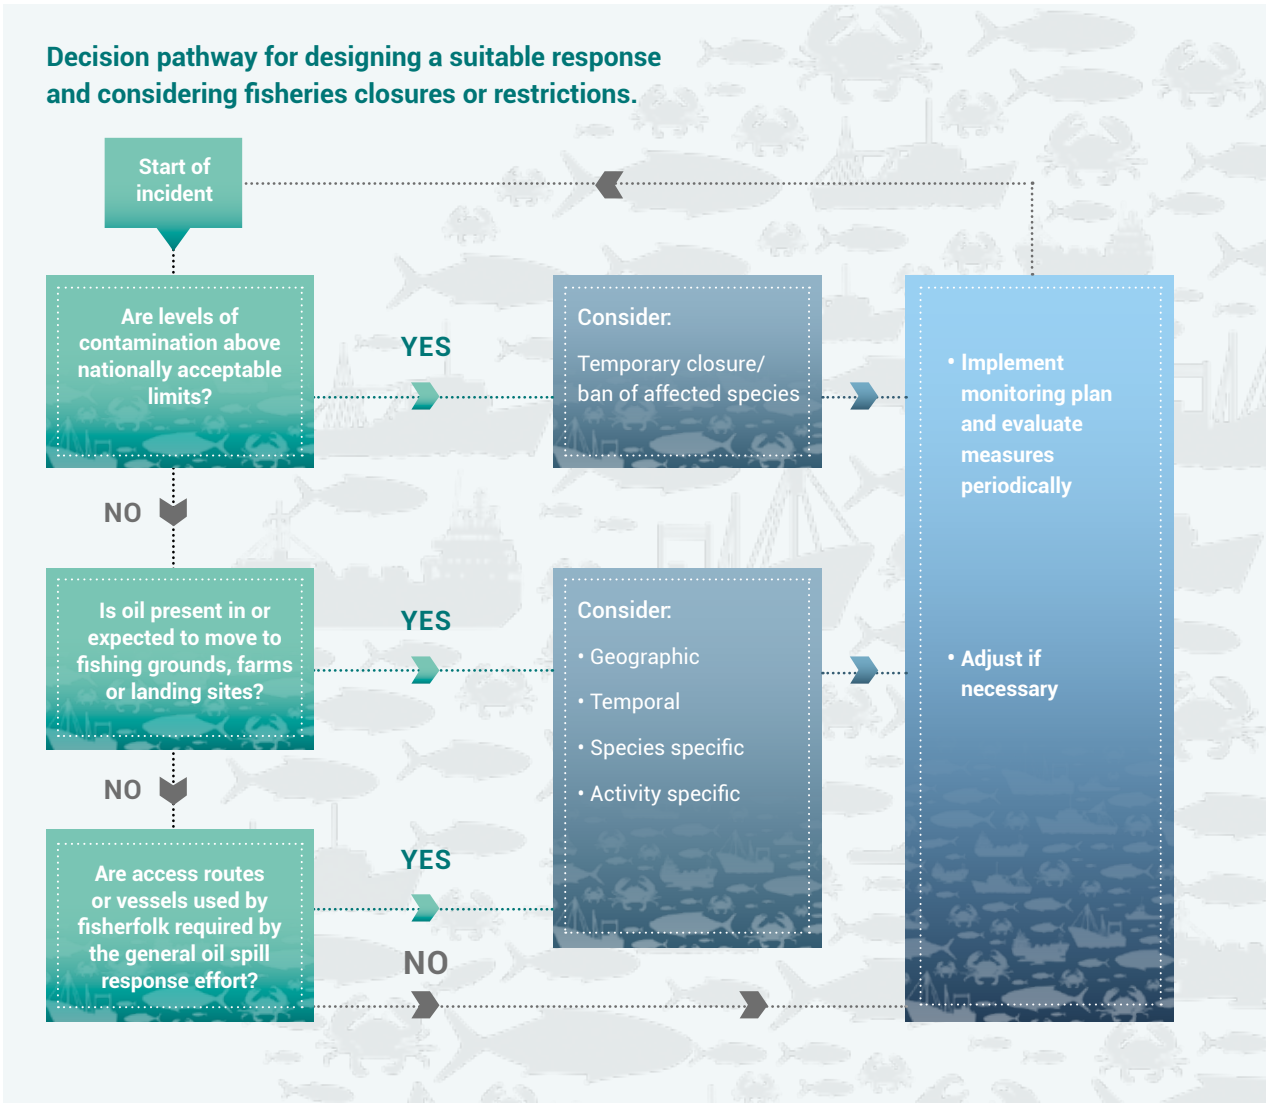 Decision pathway for designing a suitable response
and considering fisheries closures or restrictions.
Start of
incident
Are levels of
contamination above
nationally acceptable
limits?
YES
Consider:
Temporary closure/
ban of affected species
• Implement
monitoring plan
and evaluate
measures
periodically
• Adjust if
necessary
NO
Is oil present in or
expected to move to
fishing grounds, farms
or landing sites?
YES
Consider:
• Geographic
• Temporal
• Species specific
• Activity specific
NO
Are access routes
or vessels used by
fisherfolk required by
the general oil spill
response effort?
YES
NO